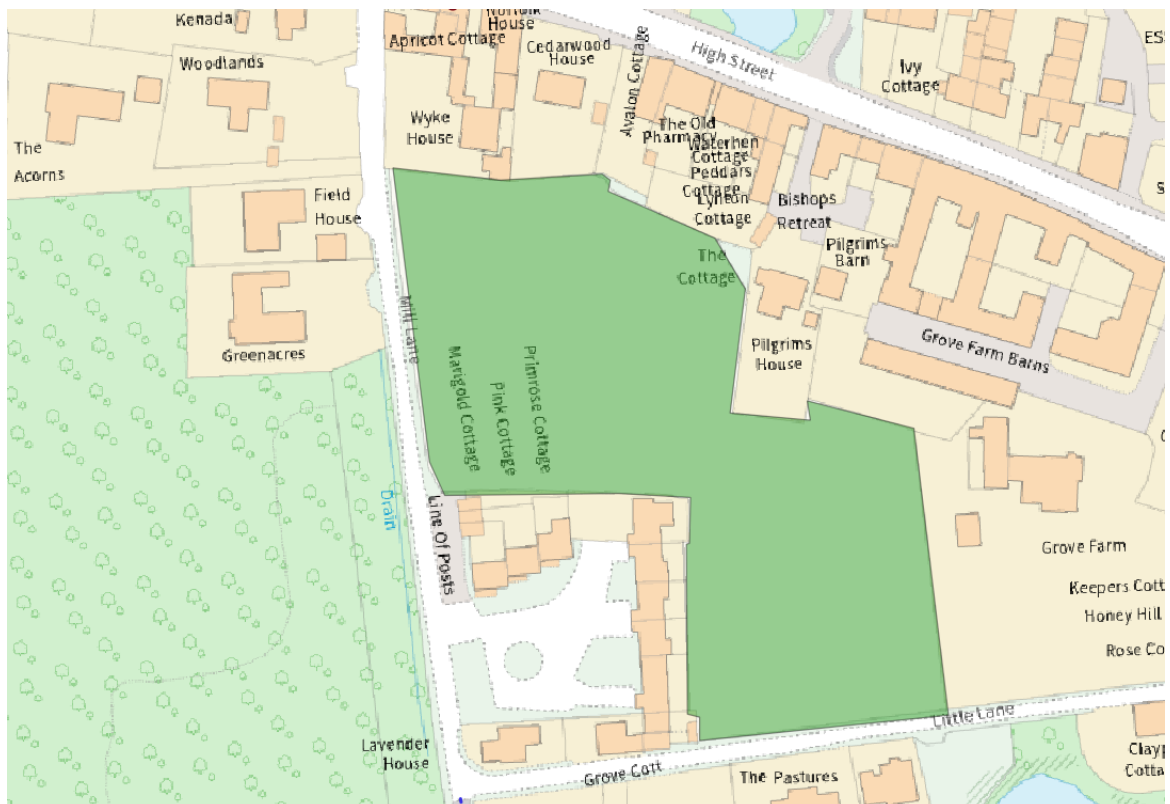 Kenada
House
Apricot Cottage
Woodlands
Cedarwood
House
Avalon Cottage
High Street
Ivy
Cottage
Wyke
House
The Old
Pharmacy
Waterhen
Cottage
Peddars
Cottage
Lynton
Cottage
The
Acorns
Field
House
Bishops
Retreat
Pilgrims
Barn
The
Cottage
Mill Lane
Greenacres
Pilgrims
House
Grove Farm Barns
Marigold Cottage
Pink Cottage
Primrose Cottage
Drain
Line Of Posts
Grove Farm
Keepers Cott
Honey Hill
Rose Co
Little Lane
Lavender
House
Grove Cott
The Pastures
Clayp
Cotta